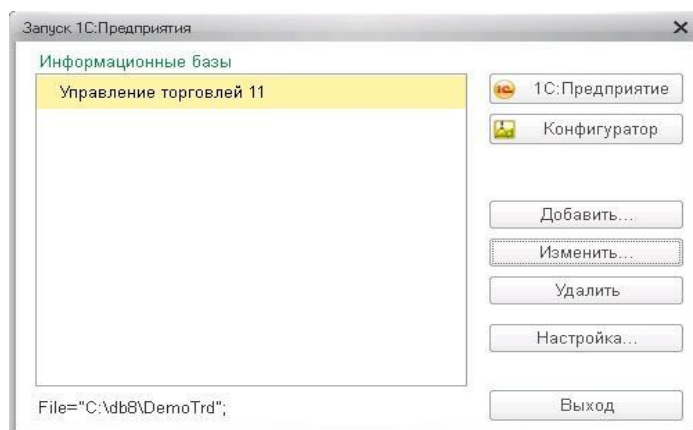 Запуск 1С:Предприятия
Информационные базы
Управление торговлей 11
1С:Предприятие
Конфигуратор
Добавить...
Изменить...
Удалить
Настройка...
File="C:\db8\DemoTrd";
Выход